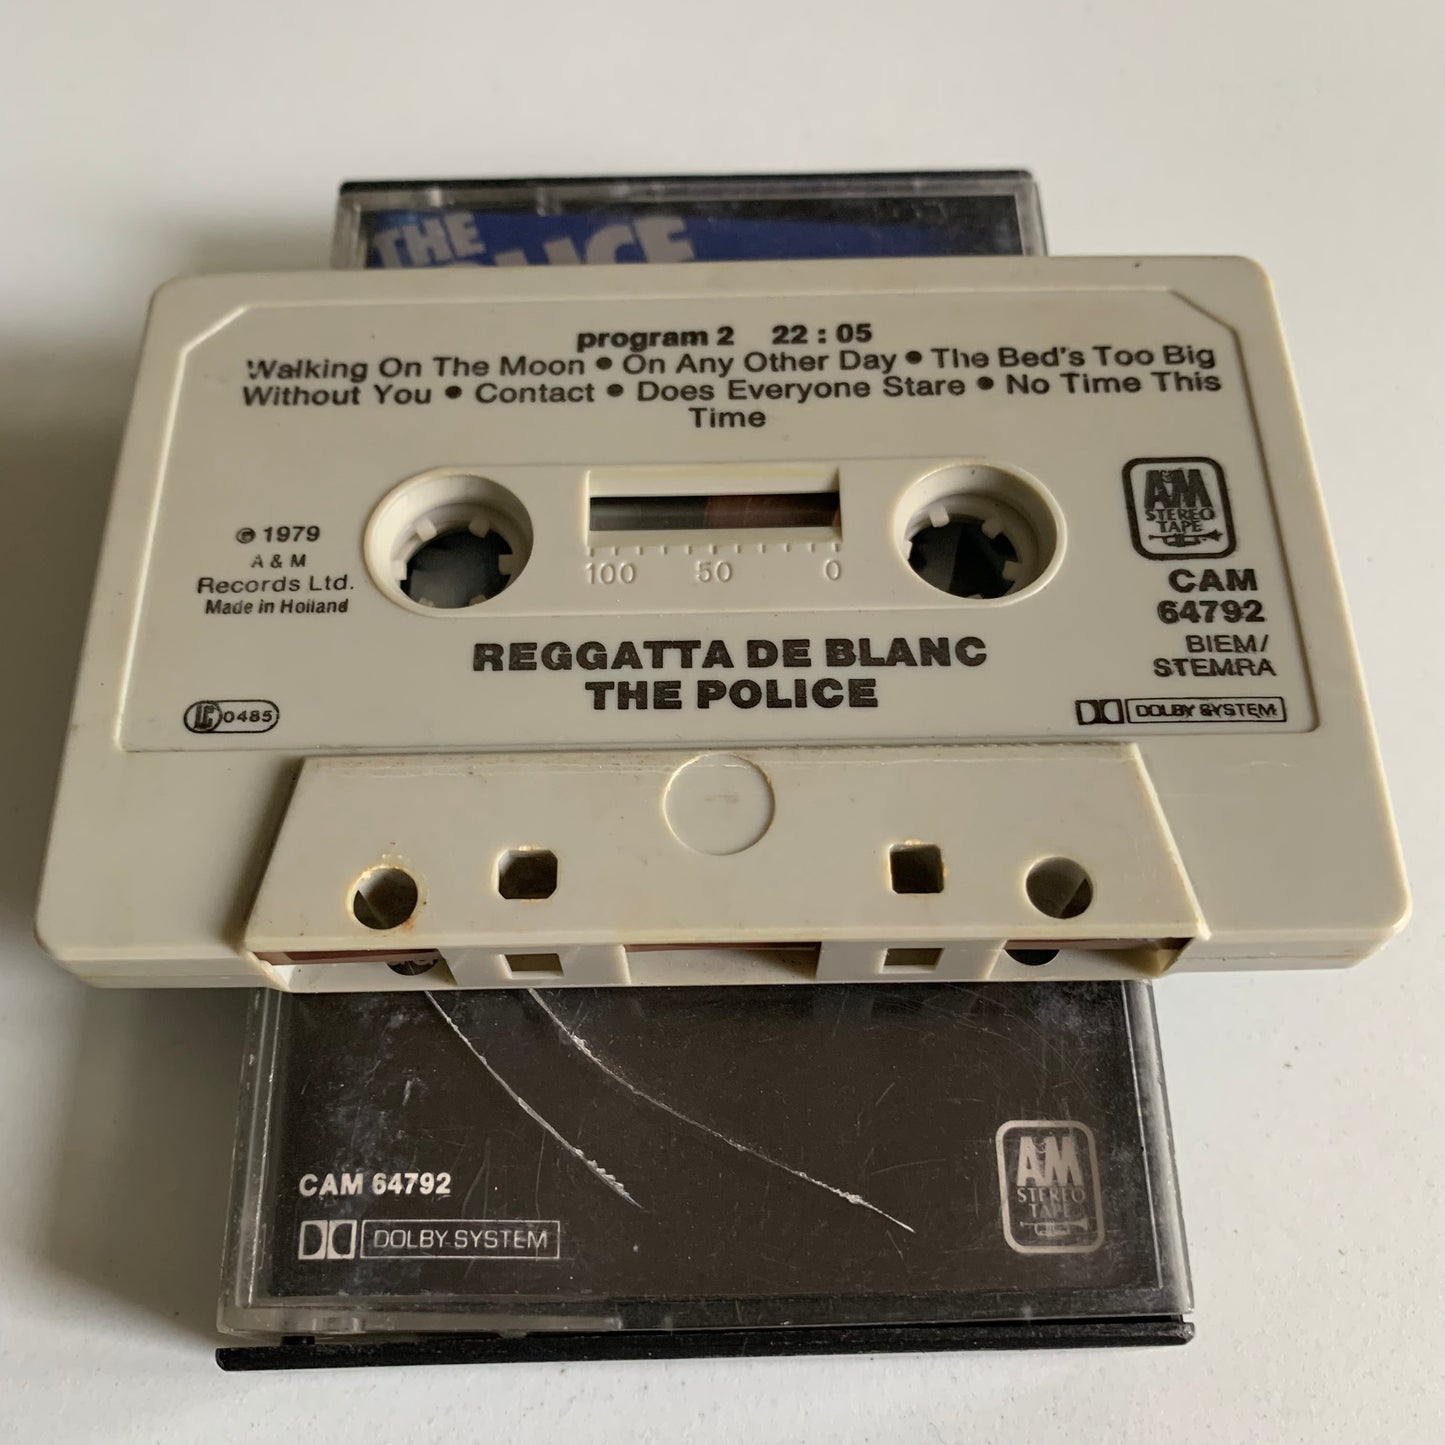 THE
POLICE
program 2 22 : 05
Walking On The Moon • On Any Other Day • The Bed's Too Big
Without You • Contact • Does Everyone Stare • No Time This
Time
℗ 1979
A & M
Records Ltd.
Made in Holland
100 50 0
A&M
STEREO
TAPE
CAM
64792
BIEM/
STEMRA
REGGATTA DE BLANC
THE POLICE
LC 0485
DOLBY SYSTEM
CAM 64792
DOLBY SYSTEM
A&M
STEREO
TAPE